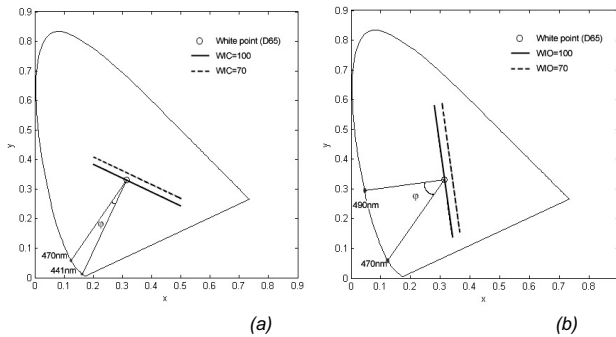 0.9
0.8
0.7
0.6
0.5
0.4
0.3
0.2
0.1
0
y
White point (D65)
WIC=100
WIC=70
φ
470nm
441nm
0 0.1 0.2 0.3 0.4 0.5 0.6 0.7 0.8 0.9
x
(a)
0.9
0.8
0.7
0.6
0.5
0.4
0.3
0.2
0.1
0
y
White point (D65)
WIO=100
WIO=70
φ
490nm
470nm
0 0.1 0.2 0.3 0.4 0.5 0.6 0.7 0.8
x
(b)